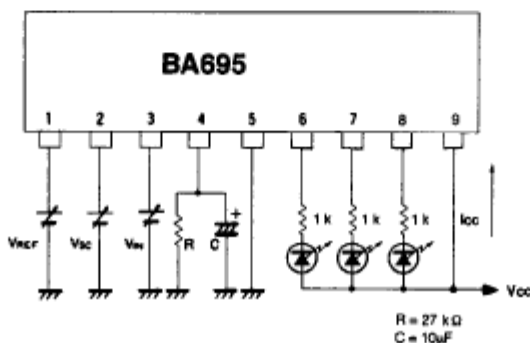 BA695
1 2 3 4 5 6 7 8 9
1 k 1 k 1 k ICC
VREF VSC VIN R C +
VCC
R = 27 kΩ
C = 10μF